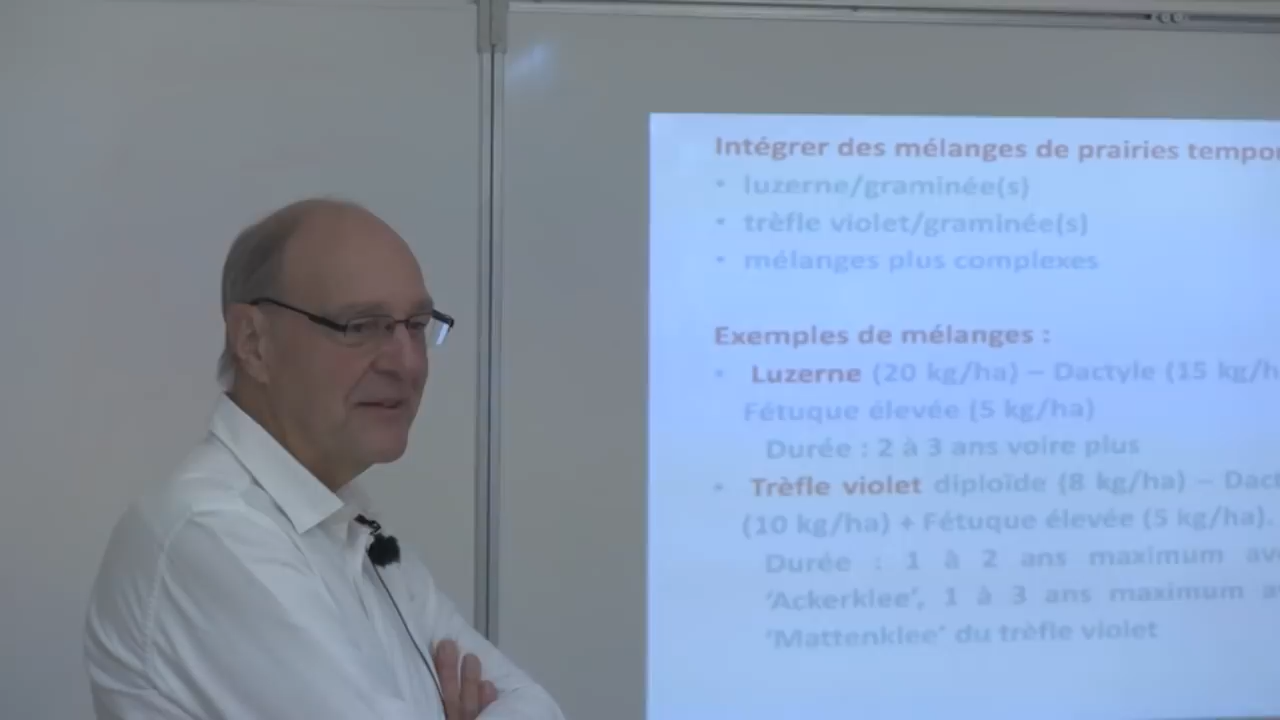 Intégrer des mélanges de prairies tempo
• luzerne/graminée(s)
• trèfle violet/graminée(s)
• mélanges plus complexes
Exemples de mélanges :
• Luzerne (20 kg/ha) – Dactyle (15 kg/h
Fétuque élevée (5 kg/ha)
Durée : 2 à 3 ans voire plus
• Trèfle violet diploïde (8 kg/ha) – Dact
(10 kg/ha) + Fétuque élevée (5 kg/ha).
Durée : 1 à 2 ans maximum av
‘Ackerklee’, 1 à 3 ans maximum a
‘Mattenklee’ du trèfle violet